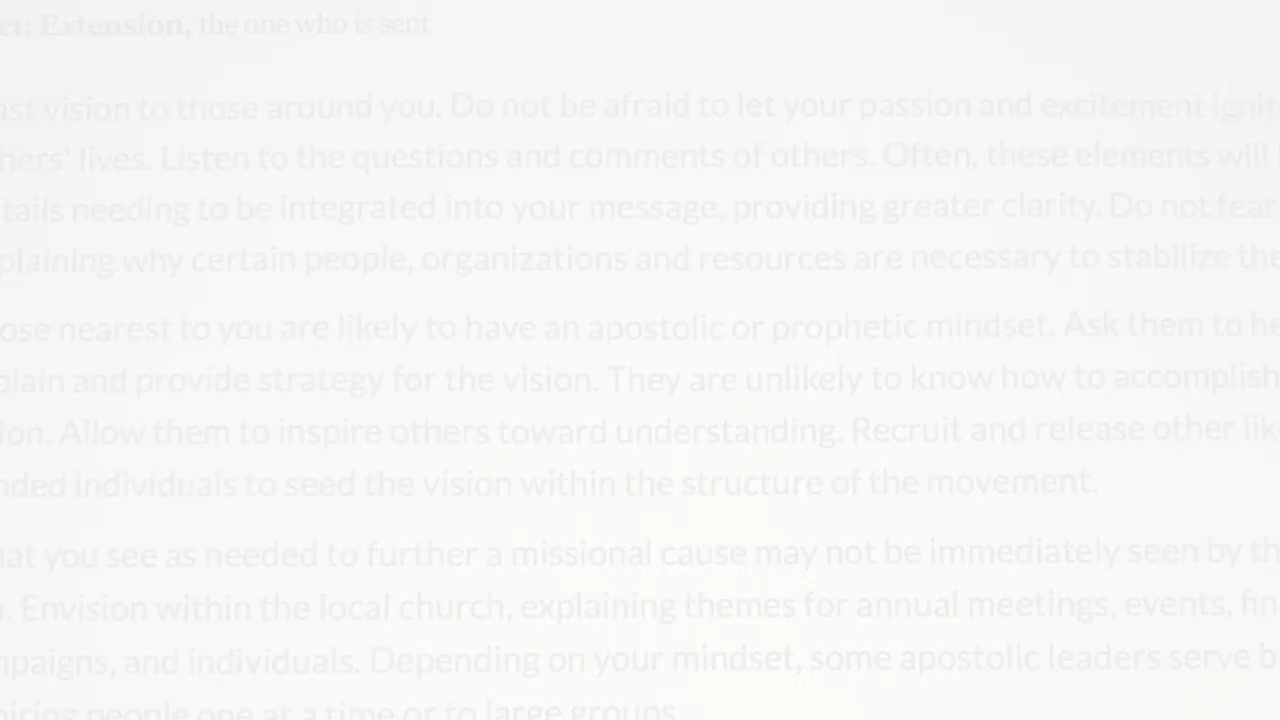 ct: Extension, the one who is sent
ast vision to those around you. Do not be afraid to let your passion and excitement ignit
hers' lives. Listen to the questions and comments of others. Often, these elements will
tails needing to be integrated into your message, providing greater clarity. Do not fear
plaining why certain people, organizations and resources are necessary to stabilize the
ose nearest to you are likely to have an apostolic or prophetic mindset. Ask them to he
plain and provide strategy for the vision. They are unlikely to know how to accomplish
ion. Allow them to inspire others toward understanding. Recruit and release other like
nded individuals to seed the vision within the structure of the movement.
hat you see as needed to further a missional cause may not be immediately seen by th
u. Envision within the local church, explaining themes for annual meetings, events, fin
mpaigns, and individuals. Depending on your mindset, some apostolic leaders serve b
piring people one at a time or to large groups.